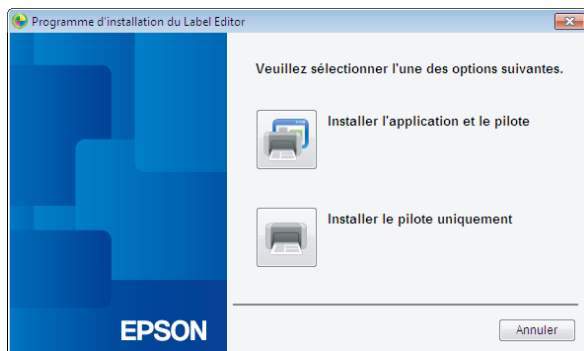 Programme d'installation du Label Editor
Veuillez sélectionner l'une des options suivantes.
Installer l'application et le pilote
Installer le pilote uniquement
EPSON
Annuler